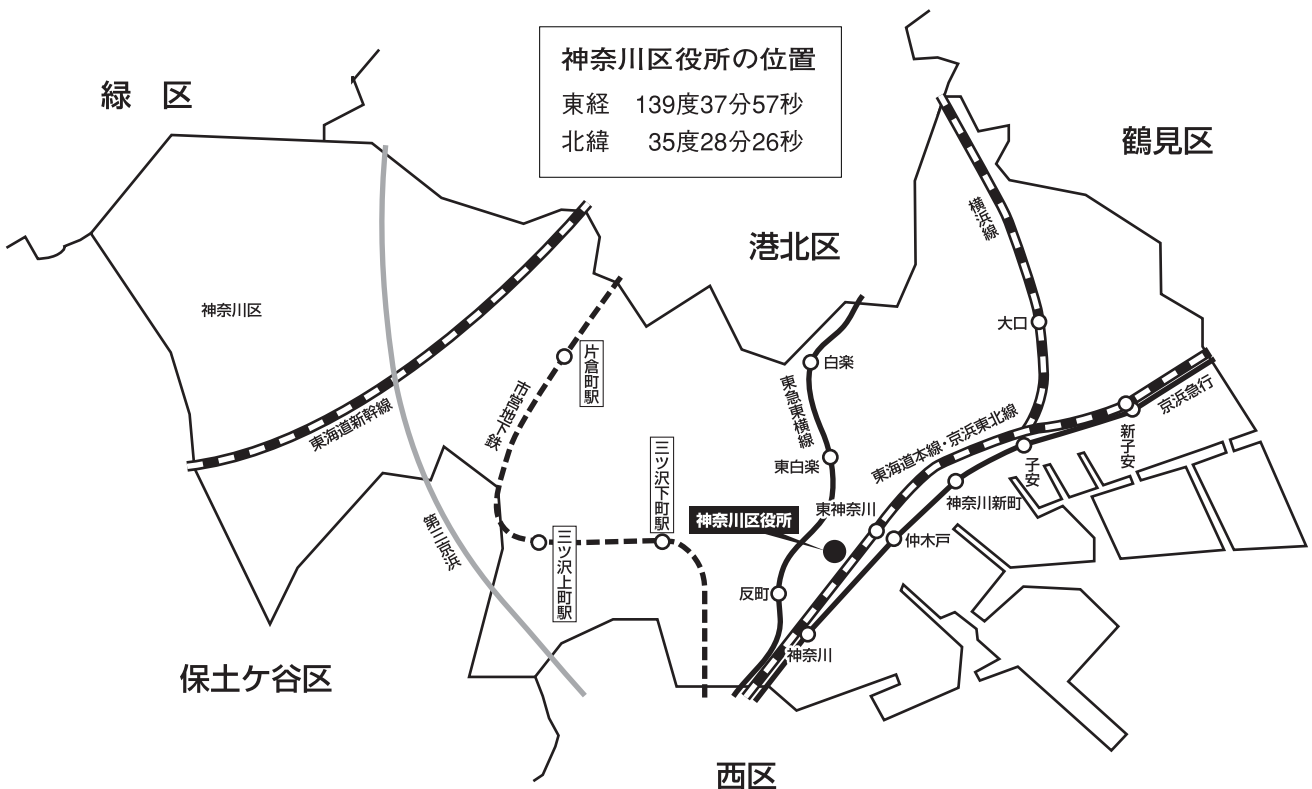 神奈川区役所の位置
東経 139度37分57秒
北緯 35度28分26秒
緑 区
鶴見区
港北区
横浜線
神奈川区
大口
片倉町駅
白楽
市営地下鉄
東急東横線
東海道新幹線
京浜急行
東海道本線・京浜東北線
新子安
三ツ沢下町駅
東白楽
子安
神奈川新町
東神奈川
神奈川区役所
仲木戸
第三京浜
三ツ沢上町駅
反町
神奈川
保土ケ谷区
西区